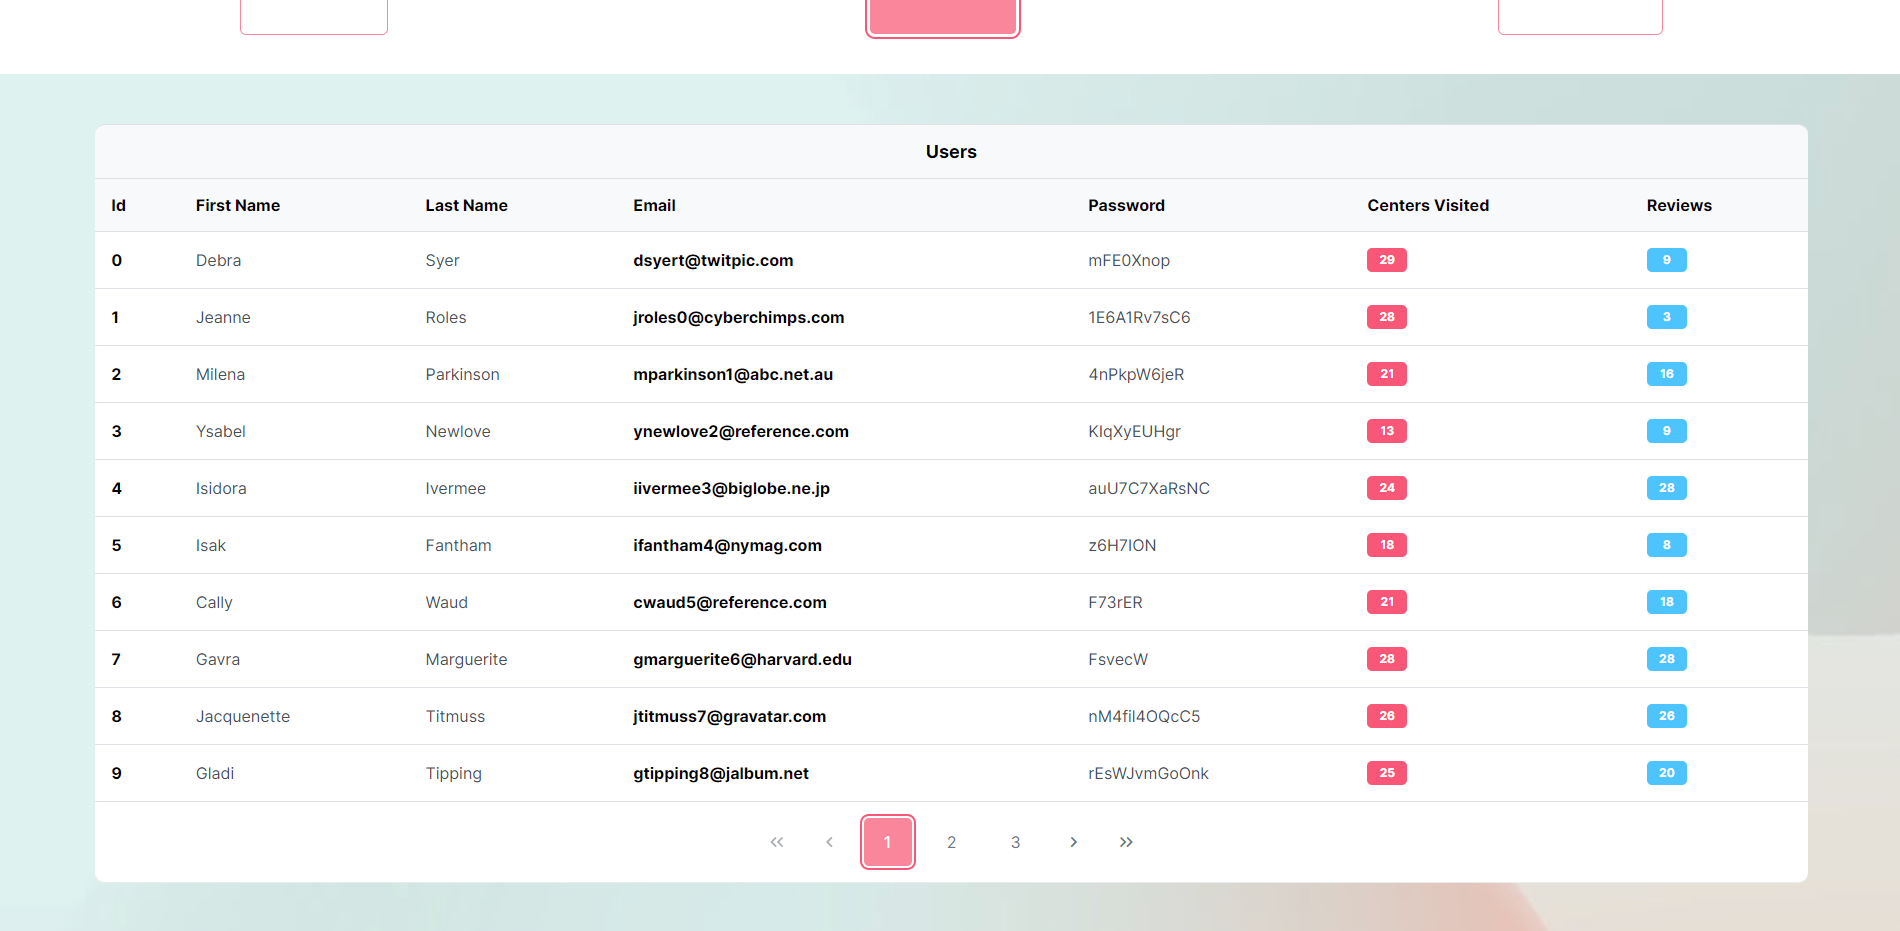 Users
Id First Name Last Name Email Password Centers Visited Reviews
0 Debra Syer dsyert@twitpic.com mFE0Xnop 29 9
1 Jeanne Roles jroles0@cyberchimps.com 1E6A1Rv7sC6 28 3
2 Milena Parkinson mparkinson1@abc.net.au 4nPkpW6jeR 21 16
3 Ysabel Newlove ynewlove2@reference.com KIqXyEUHgr 13 9
4 Isidora Ivermee iivermee3@biglobe.ne.jp auU7C7XaRsNC 24 28
5 Isak Fantham ifantham4@nymag.com z6H7ION 18 8
6 Cally Waud cwaud5@reference.com F73rER 21 18
7 Gavra Marguerite gmarguerite6@harvard.edu FsvecW 28 28
8 Jacquenette Titmuss jtitmuss7@gravatar.com nM4fil4OQcC5 26 26
9 Gladi Tipping gtipping8@jalbum.net rEsWJvmGoOnk 25 20
« ‹ 1 2 3 › »